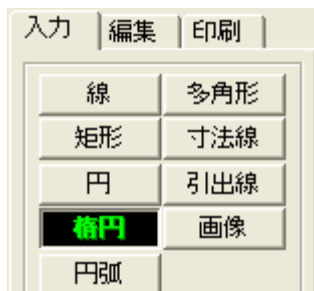 入力 編集 印刷
線 多角形
矩形 寸法線
円 引出線
楕円 画像
円弧